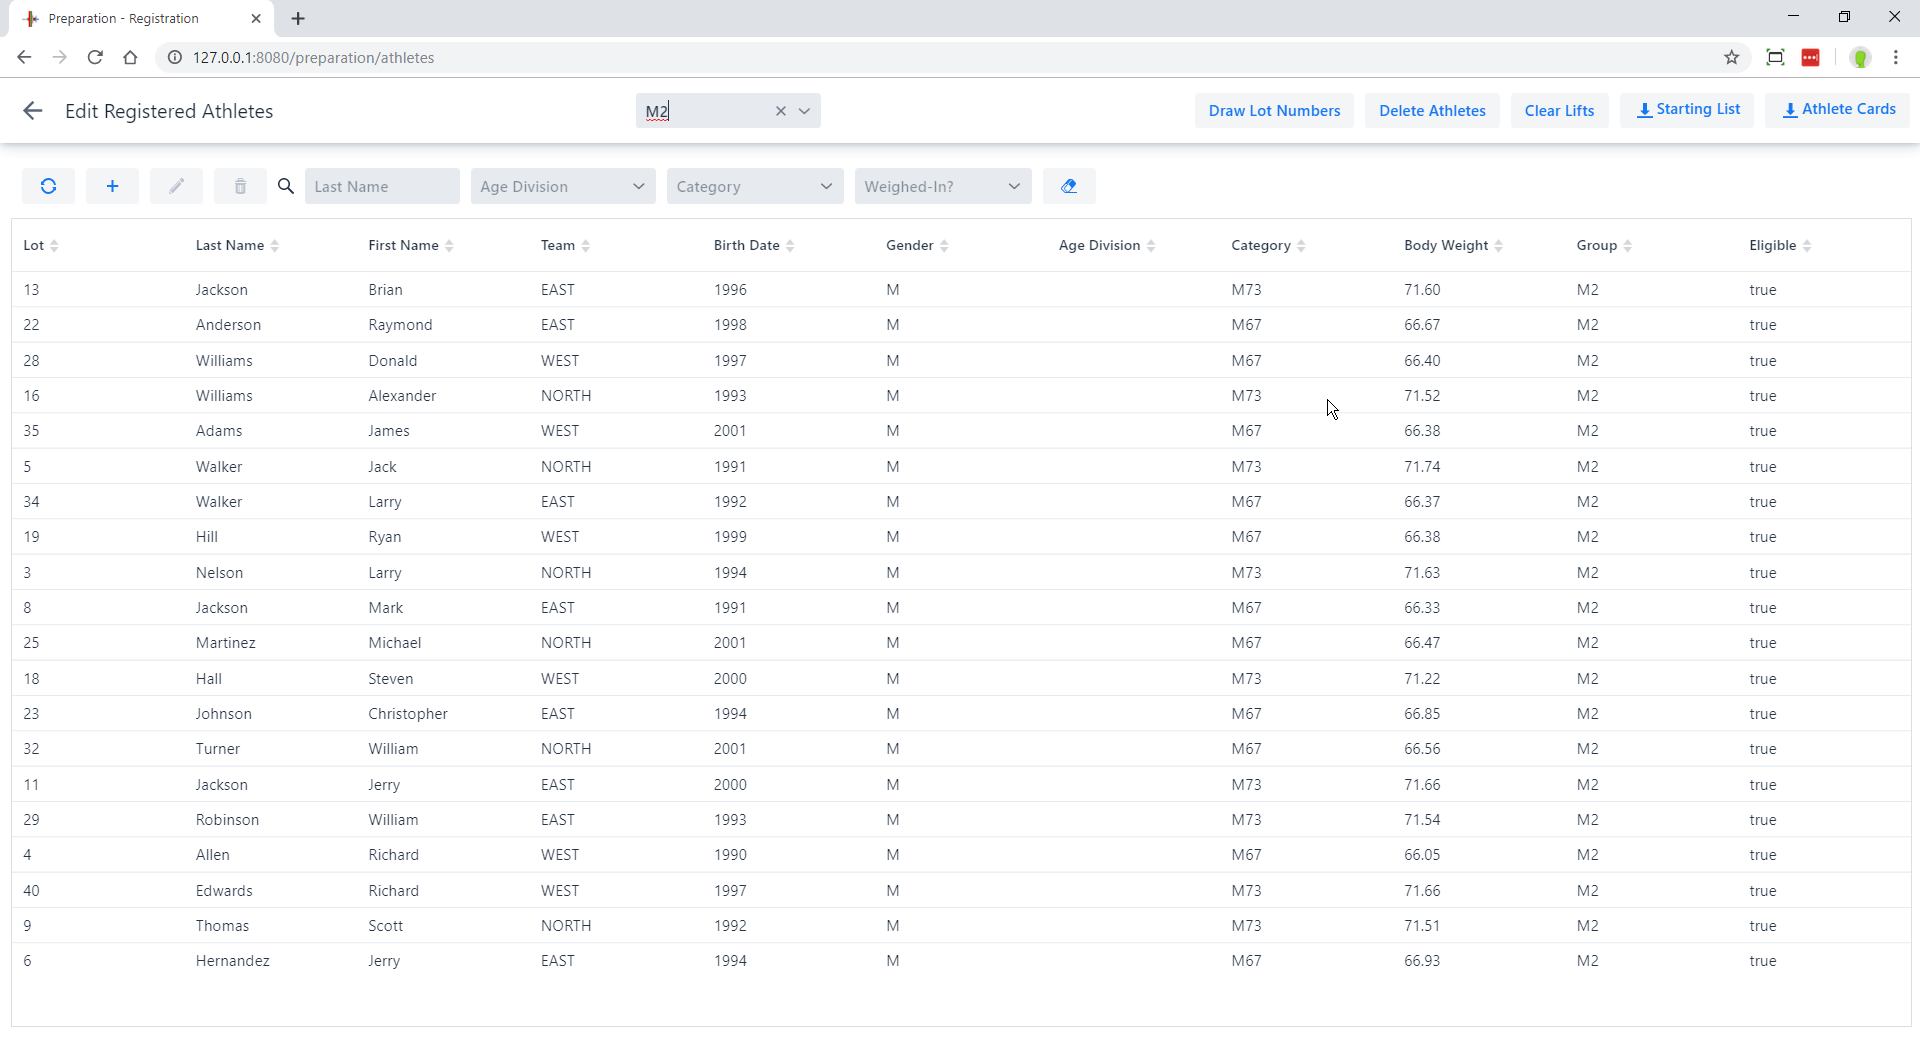 Preparation - Registration
127.0.0.1:8080/preparation/athletes
Edit Registered Athletes M2 Draw Lot Numbers Delete Athletes Clear Lifts Starting List Athlete Cards
Last Name Age Division Category Weighed-In?
Lot Last Name First Name Team Birth Date Gender Age Division Category Body Weight Group Eligible
13 Jackson Brian EAST 1996 M M73 71.60 M2 true
22 Anderson Raymond EAST 1998 M M67 66.67 M2 true
28 Williams Donald WEST 1997 M M67 66.40 M2 true
16 Williams Alexander NORTH 1993 M M73 71.52 M2 true
35 Adams James WEST 2001 M M67 66.38 M2 true
5 Walker Jack NORTH 1991 M M73 71.74 M2 true
34 Walker Larry EAST 1992 M M67 66.37 M2 true
19 Hill Ryan WEST 1999 M M67 66.38 M2 true
3 Nelson Larry NORTH 1994 M M73 71.63 M2 true
8 Jackson Mark EAST 1991 M M67 66.33 M2 true
25 Martinez Michael NORTH 2001 M M67 66.47 M2 true
18 Hall Steven WEST 2000 M M73 71.22 M2 true
23 Johnson Christopher EAST 1994 M M67 66.85 M2 true
32 Turner William NORTH 2001 M M67 66.56 M2 true
11 Jackson Jerry EAST 2000 M M73 71.66 M2 true
29 Robinson William EAST 1993 M M73 71.54 M2 true
4 Allen Richard WEST 1990 M M67 66.05 M2 true
40 Edwards Richard WEST 1997 M M73 71.66 M2 true
9 Thomas Scott NORTH 1992 M M73 71.51 M2 true
6 Hernandez Jerry EAST 1994 M M67 66.93 M2 true